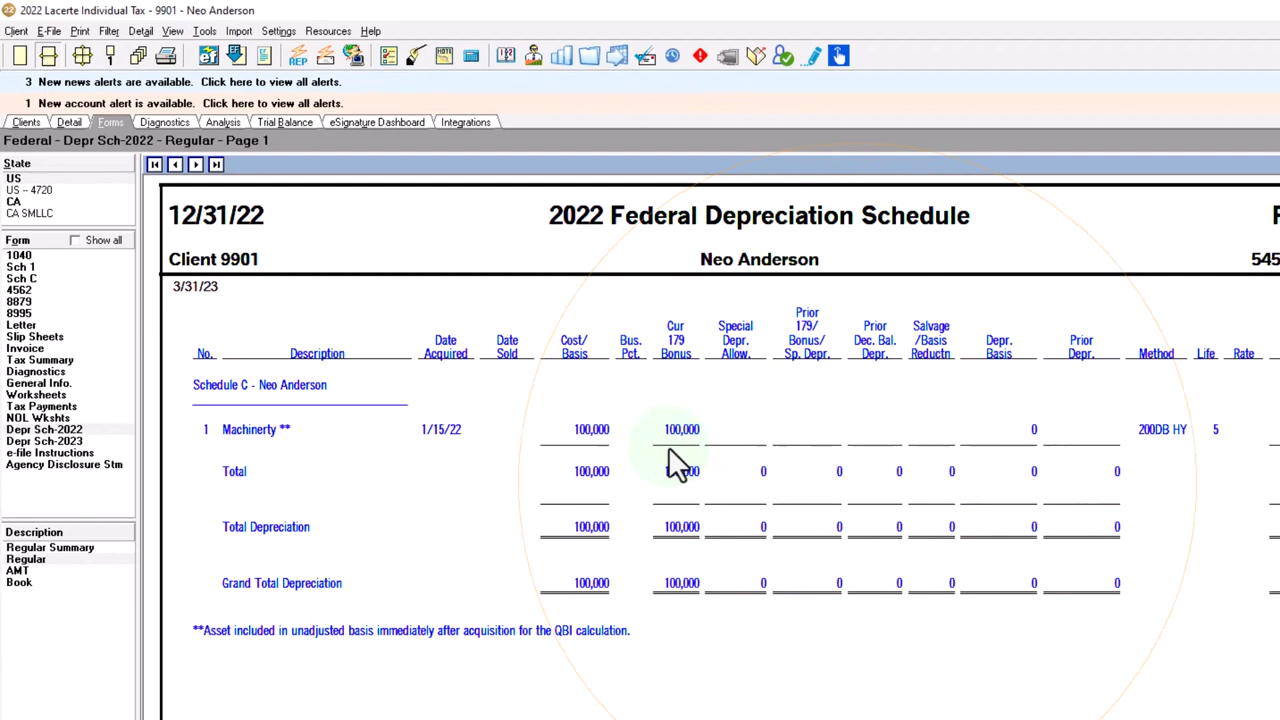 2022 Lacerte Individual Tax - 9901 - Neo Anderson
Client E-File Print Filter Detail View Tools Import Settings Resources Help
3 New news alerts are available. Click here to view all alerts.
1 New account alert is available. Click here to view all alerts.
Clients Detail Forms Diagnostics Analysis Trial Balance eSignature Dashboard Integrations
Federal - Depr Sch-2022 - Regular - Page 1
State
US
US -- 4720
CA
CA SMLLC
Form Show all
1040
Sch 1
Sch C
4562
8879
8995
Letter
Slip Sheets
Invoice
Tax Summary
Diagnostics
General Info.
Worksheets
Tax Payments
NOL Wkshts
Depr Sch-2022
Depr Sch-2023
e-file Instructions
Agency Disclosure Stm
Description
Regular Summary
Regular
AMT
Book
12/31/22 2022 Federal Depreciation Schedule
Client 9901 Neo Anderson 545
3/31/23
No. Description Date Acquired Date Sold Cost/ Basis Bus. Pct. Cur 179 Bonus Special Depr. Allow. Prior 179/ Bonus/ Sp. Depr. Prior Dec. Bal. Depr. Salvage /Basis Reductn Depr. Basis Prior Depr. Method Life Rate
Schedule C - Neo Anderson
1 Machinerty ** 1/15/22 100,000 100,000 0 200DB HY 5
Total 100,000 0 0 0 0 0 0
Total Depreciation 100,000 100,000 0 0 0 0 0 0
Grand Total Depreciation 100,000 100,000 0 0 0 0 0 0
**Asset included in unadjusted basis immediately after acquisition for the QBI calculation.